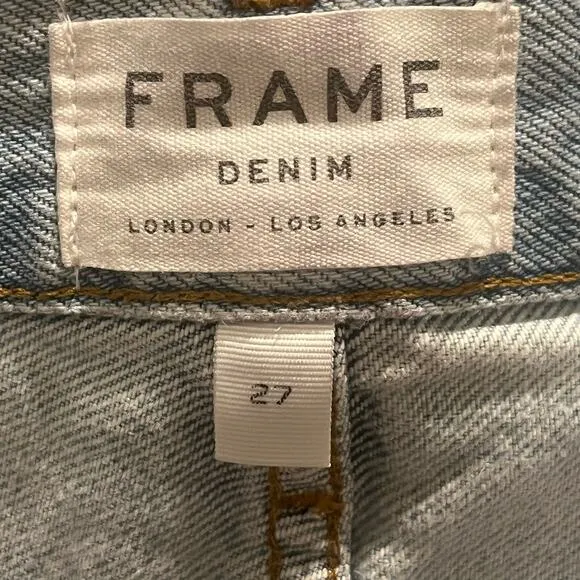 FRAME
DENIM
LONDON - LOS ANGELES
27